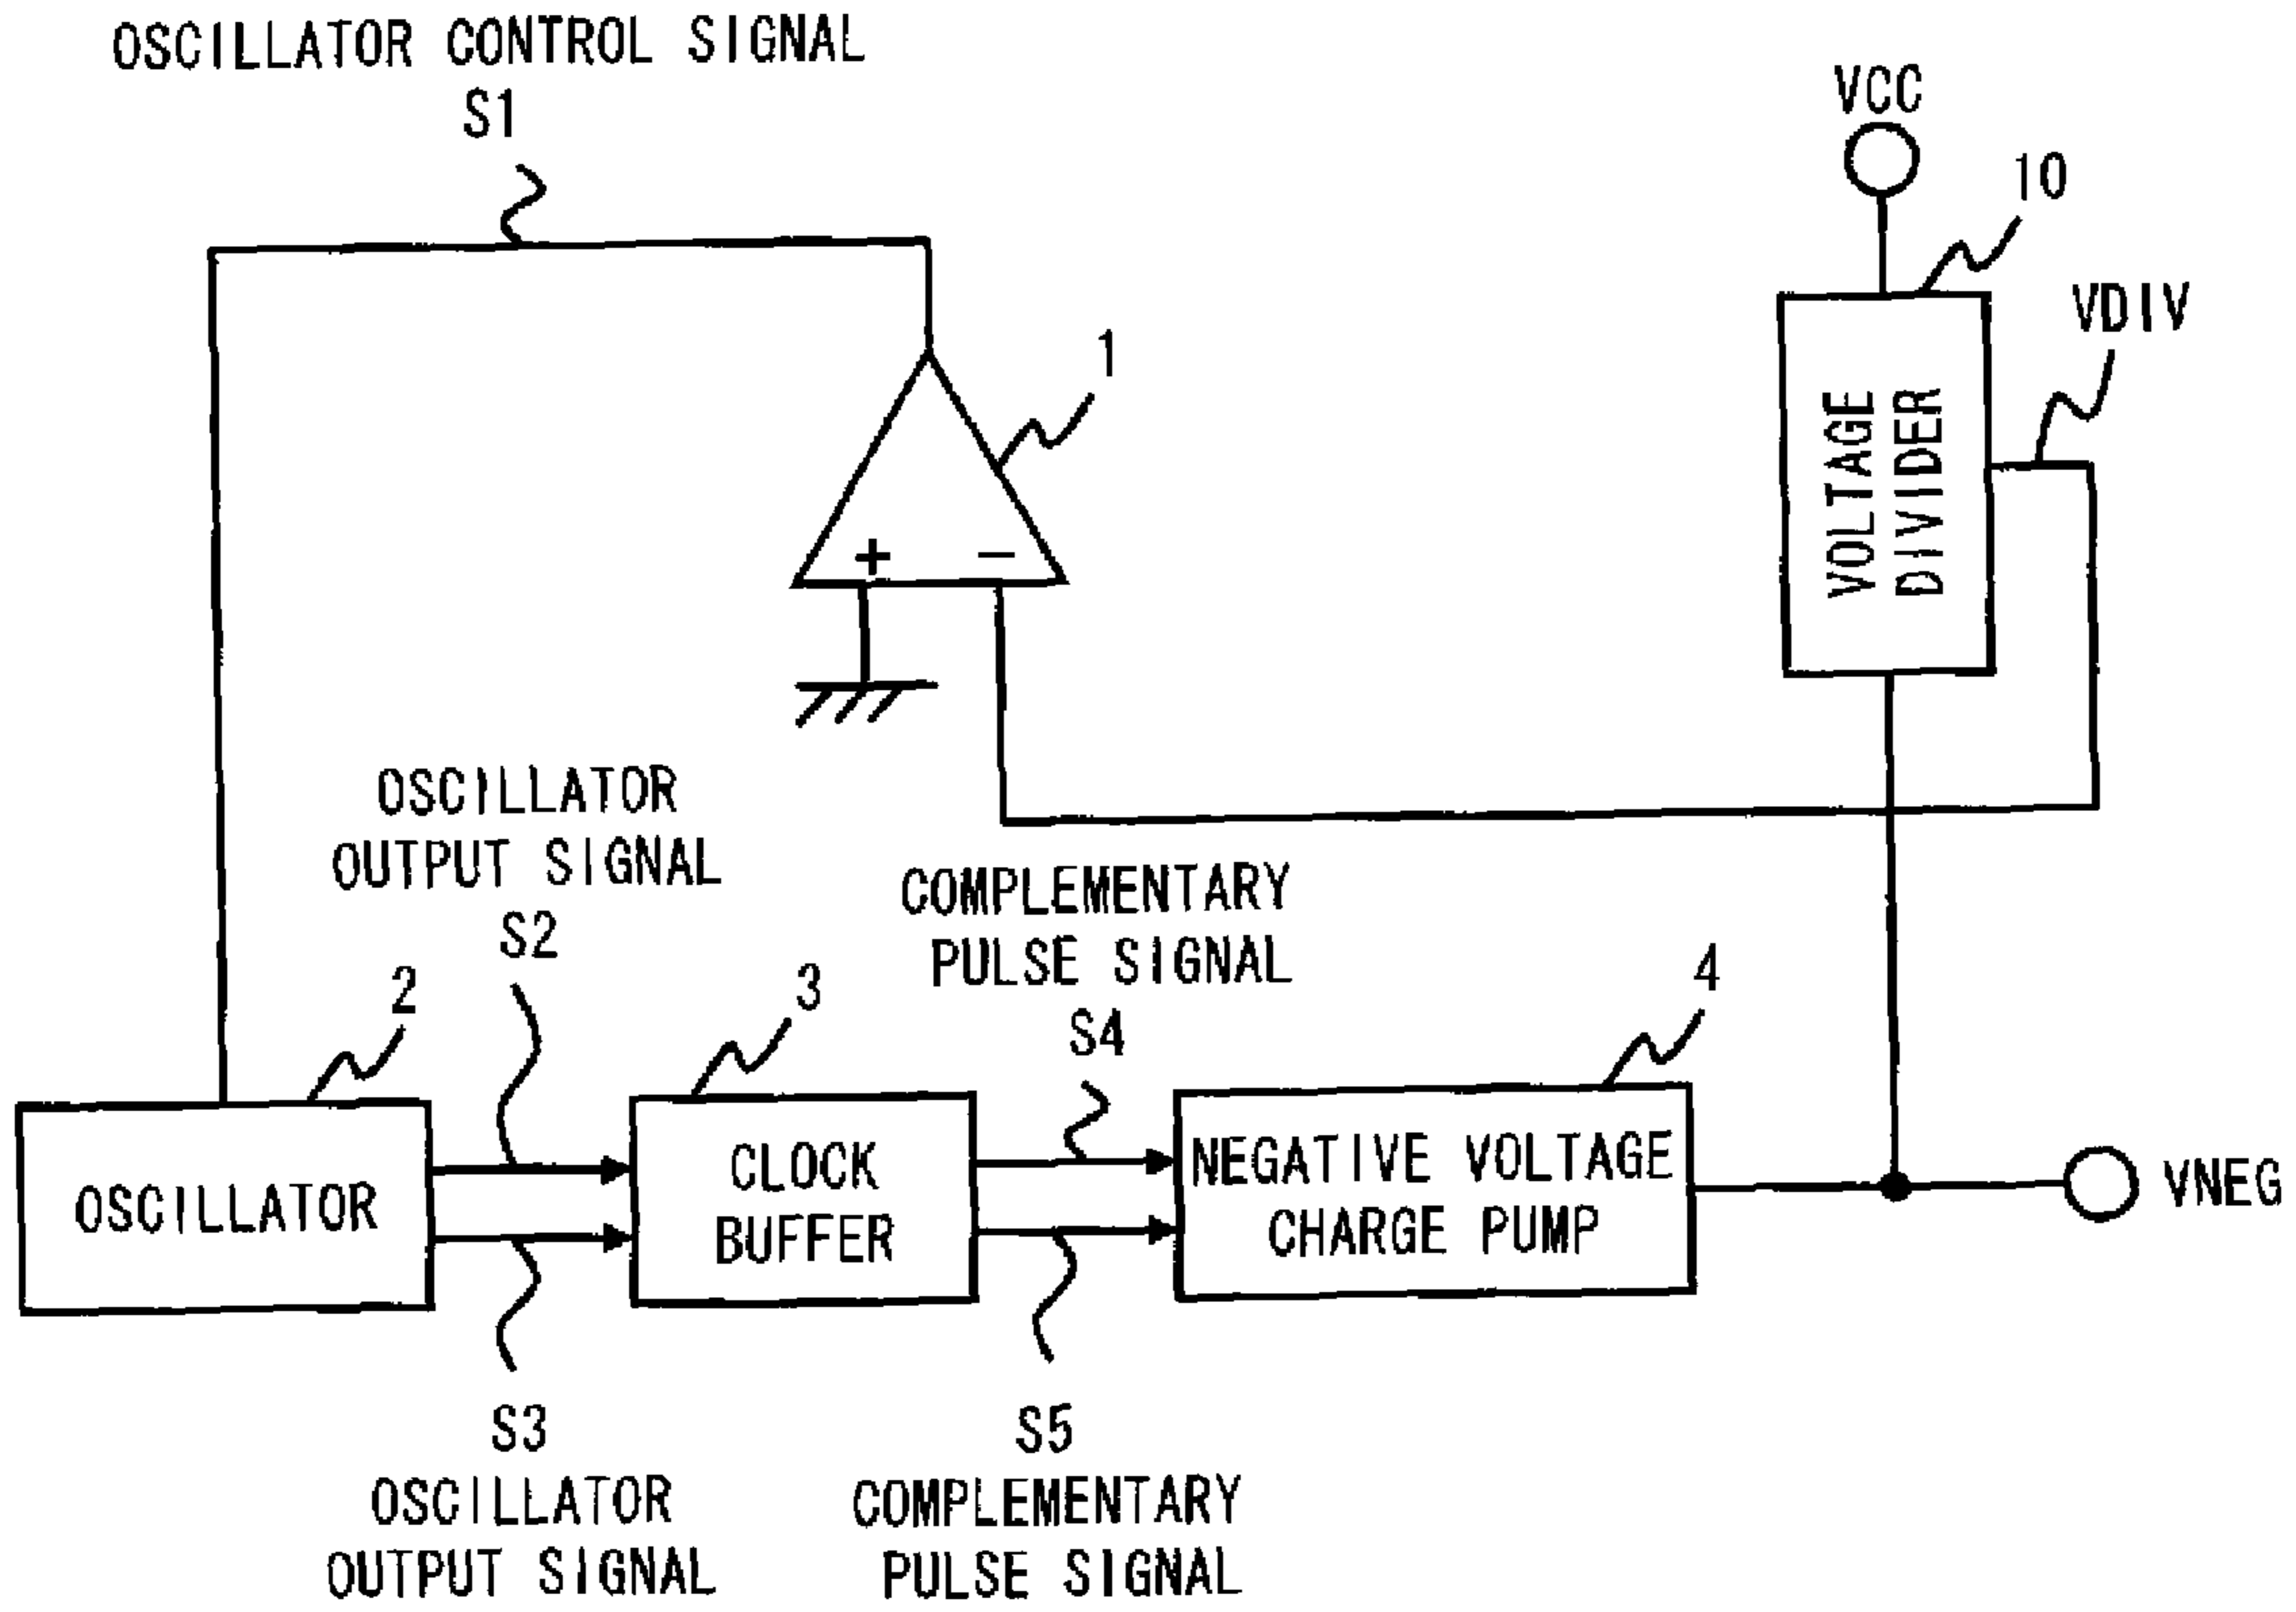 OSCILLATOR CONTROL SIGNAL
S1
VCC
10
VDIV
1
VOLTAGE
DIVIDER
+ −
OSCILLATOR
OUTPUT SIGNAL
S2
COMPLEMENTARY
PULSE SIGNAL
S4
2
3
4
OSCILLATOR
CLOCK
BUFFER
NEGATIVE VOLTAGE
CHARGE PUMP
VNEG
S3
OSCILLATOR
OUTPUT SIGNAL
S5
COMPLEMENTARY
PULSE SIGNAL